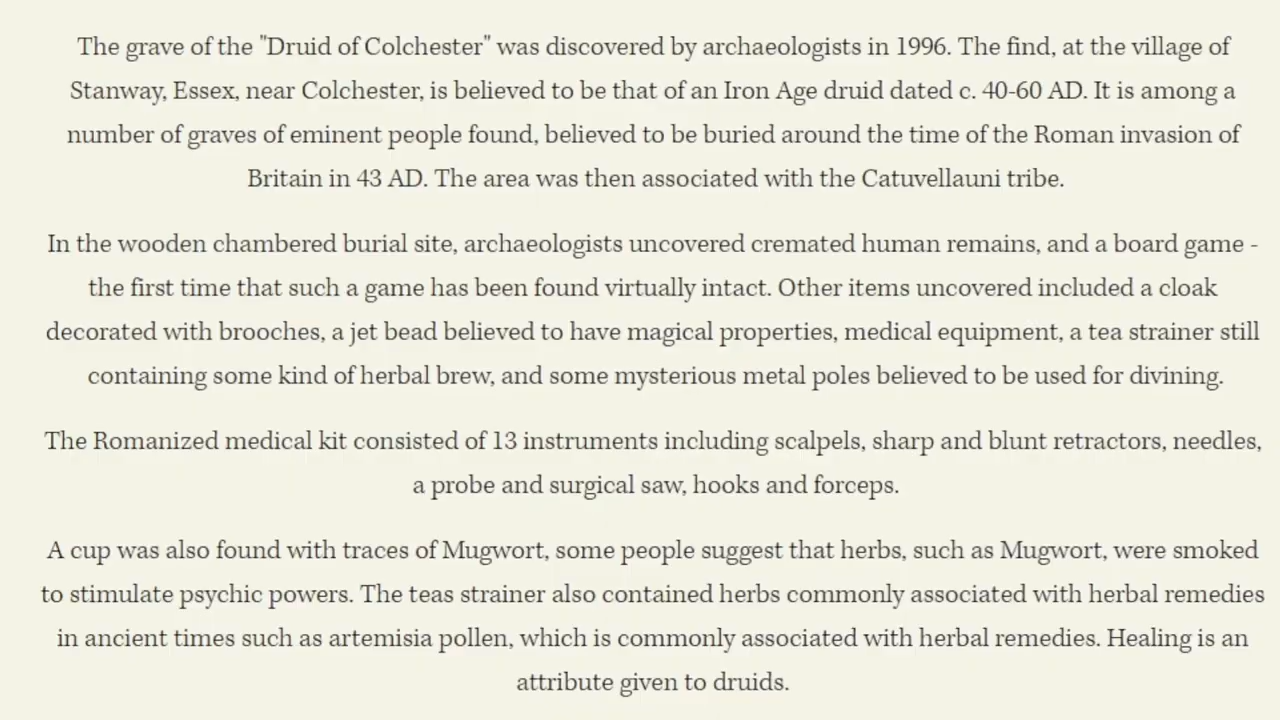 The grave of the "Druid of Colchester" was discovered by archaeologists in 1996. The find, at the village of
Stanway, Essex, near Colchester, is believed to be that of an Iron Age druid dated c. 40-60 AD. It is among a
number of graves of eminent people found, believed to be buried around the time of the Roman invasion of
Britain in 43 AD. The area was then associated with the Catuvellauni tribe.
In the wooden chambered burial site, archaeologists uncovered cremated human remains, and a board game -
the first time that such a game has been found virtually intact. Other items uncovered included a cloak
decorated with brooches, a jet bead believed to have magical properties, medical equipment, a tea strainer still
containing some kind of herbal brew, and some mysterious metal poles believed to be used for divining.
The Romanized medical kit consisted of 13 instruments including scalpels, sharp and blunt retractors, needles,
a probe and surgical saw, hooks and forceps.
A cup was also found with traces of Mugwort, some people suggest that herbs, such as Mugwort, were smoked
to stimulate psychic powers. The teas strainer also contained herbs commonly associated with herbal remedies
in ancient times such as artemisia pollen, which is commonly associated with herbal remedies. Healing is an
attribute given to druids.